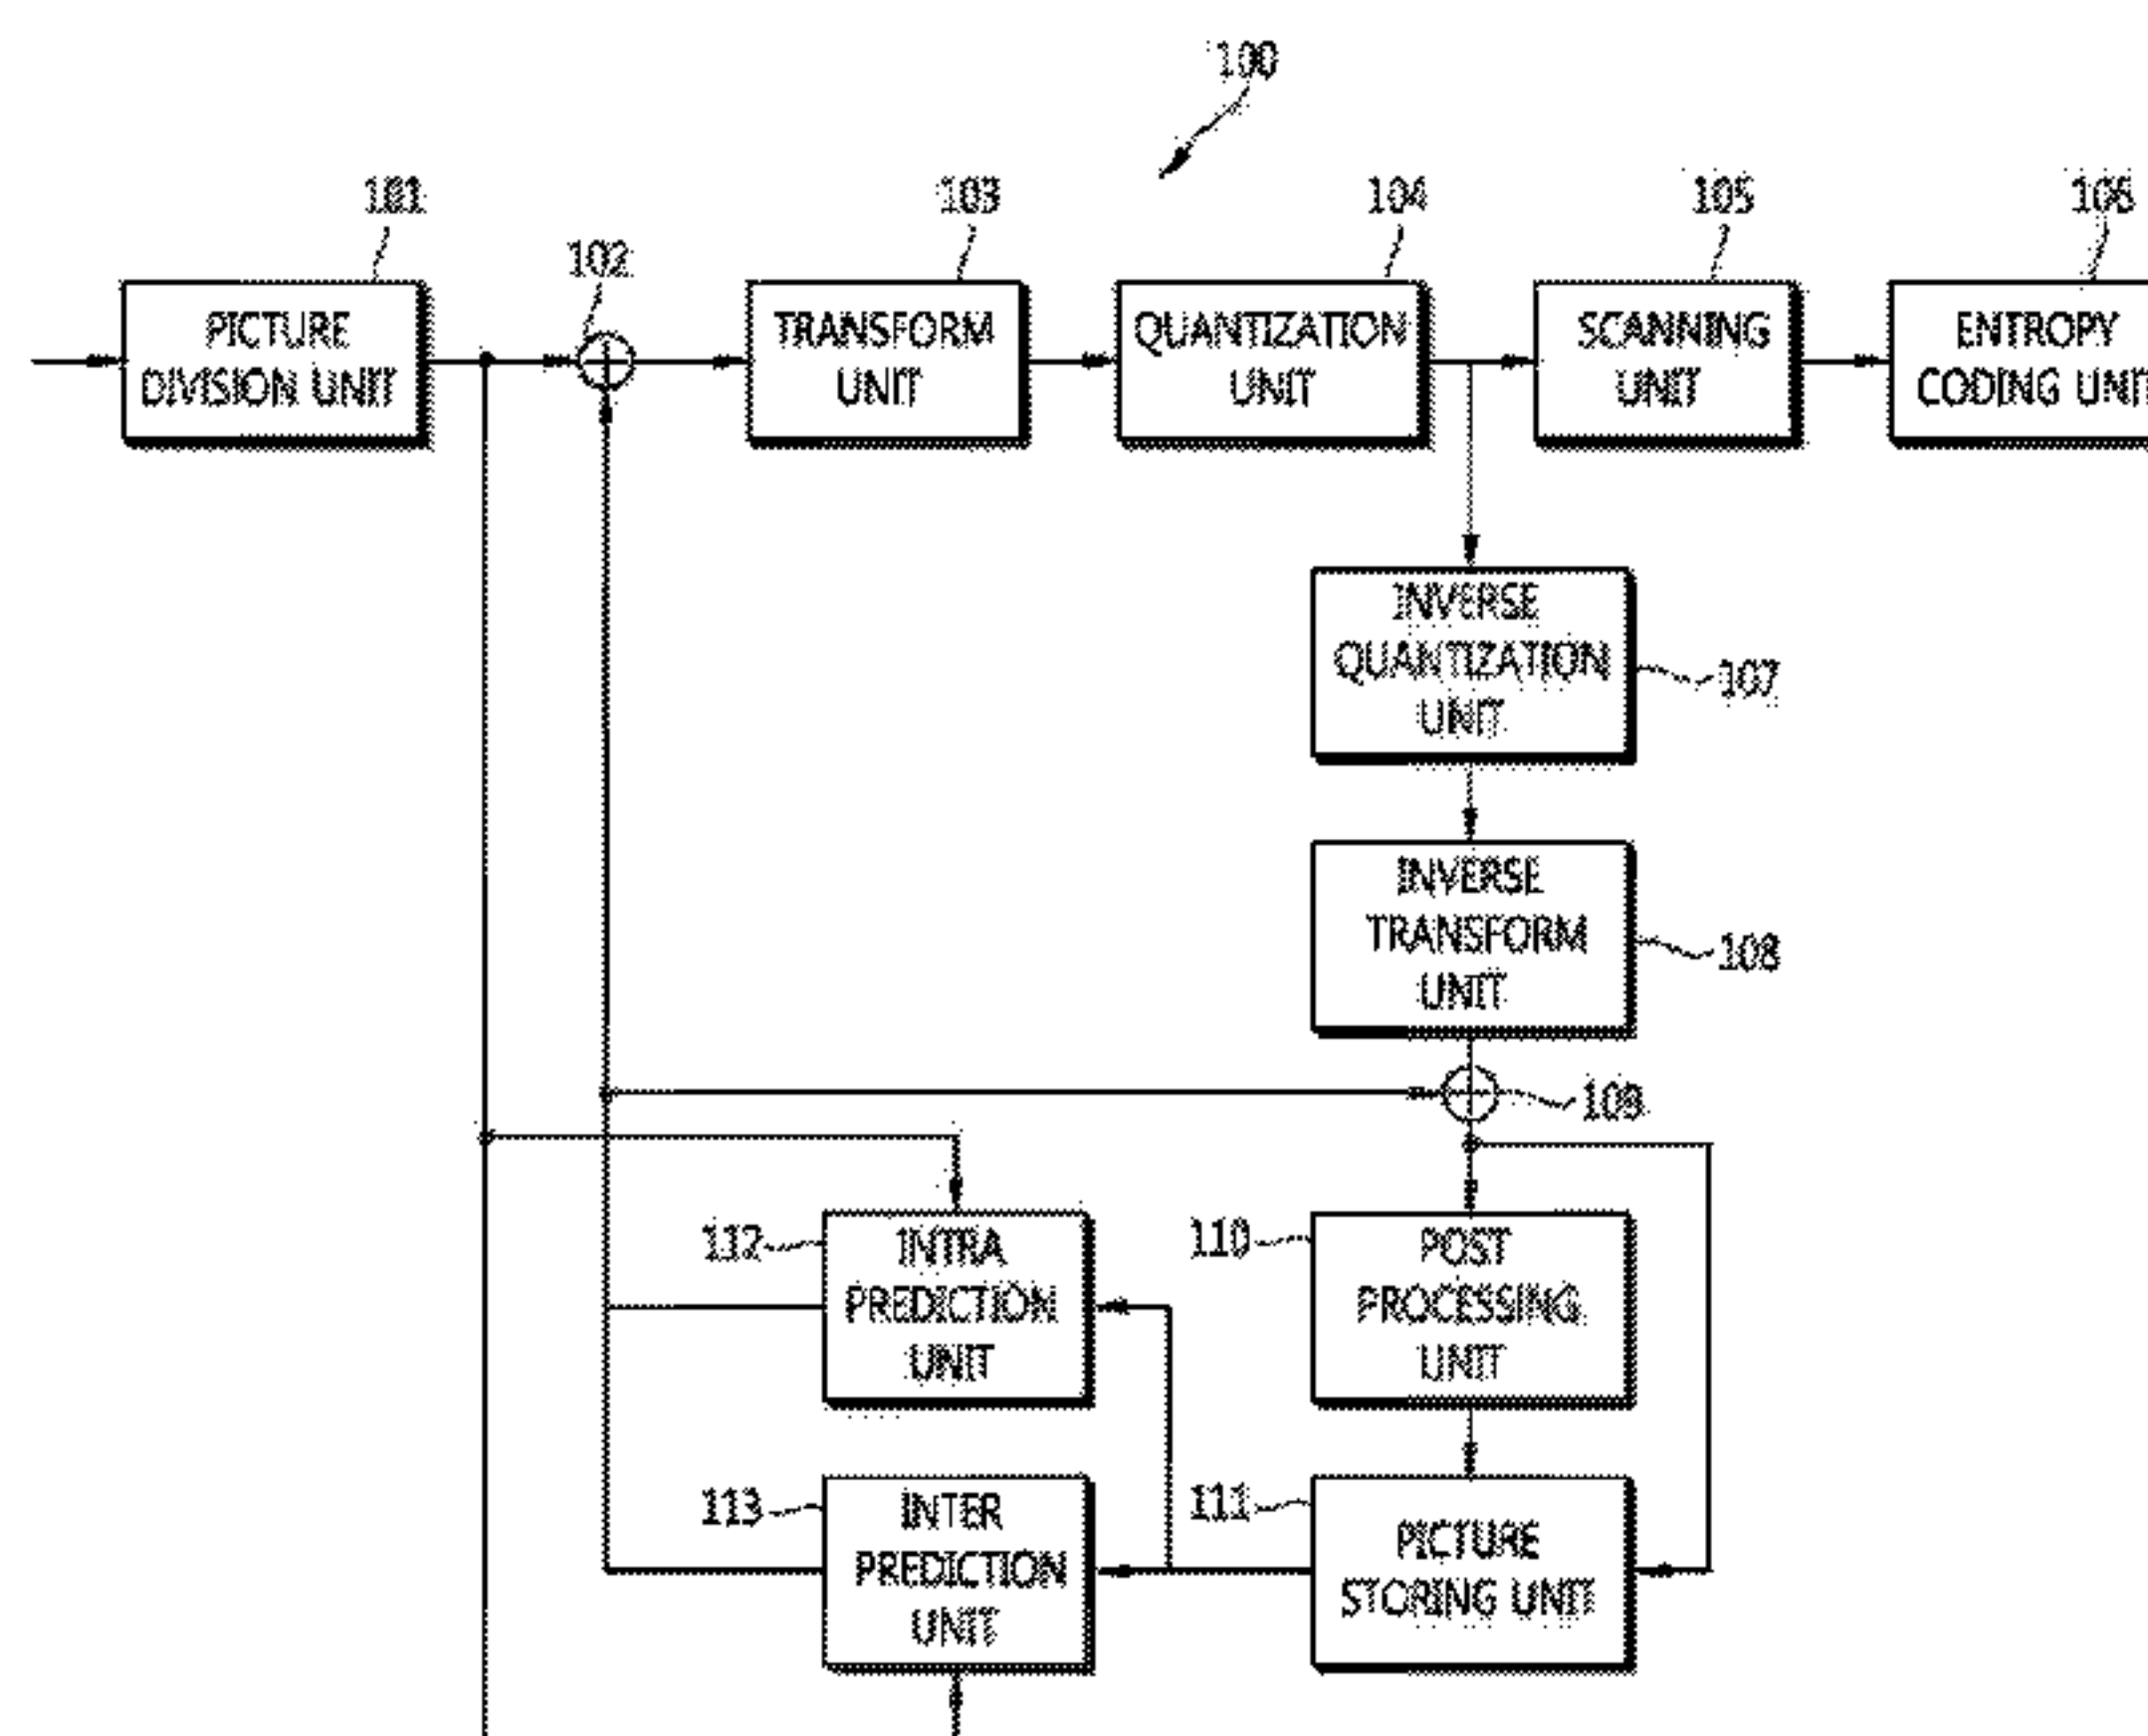 100
101
102
103
104
105
106
PICTURE
DIVISION UNIT
TRANSFORM
UNIT
QUANTIZATION
UNIT
SCANNING
UNIT
ENTROPY
CODING UNIT
INVERSE
QUANTIZATION
UNIT
107
INVERSE
TRANSFORM
UNIT
108
109
112
INTRA
PREDICTION
UNIT
110
POST
PROCESSING
UNIT
113
INTER
PREDICTION
UNIT
111
PICTURE
STORING UNIT